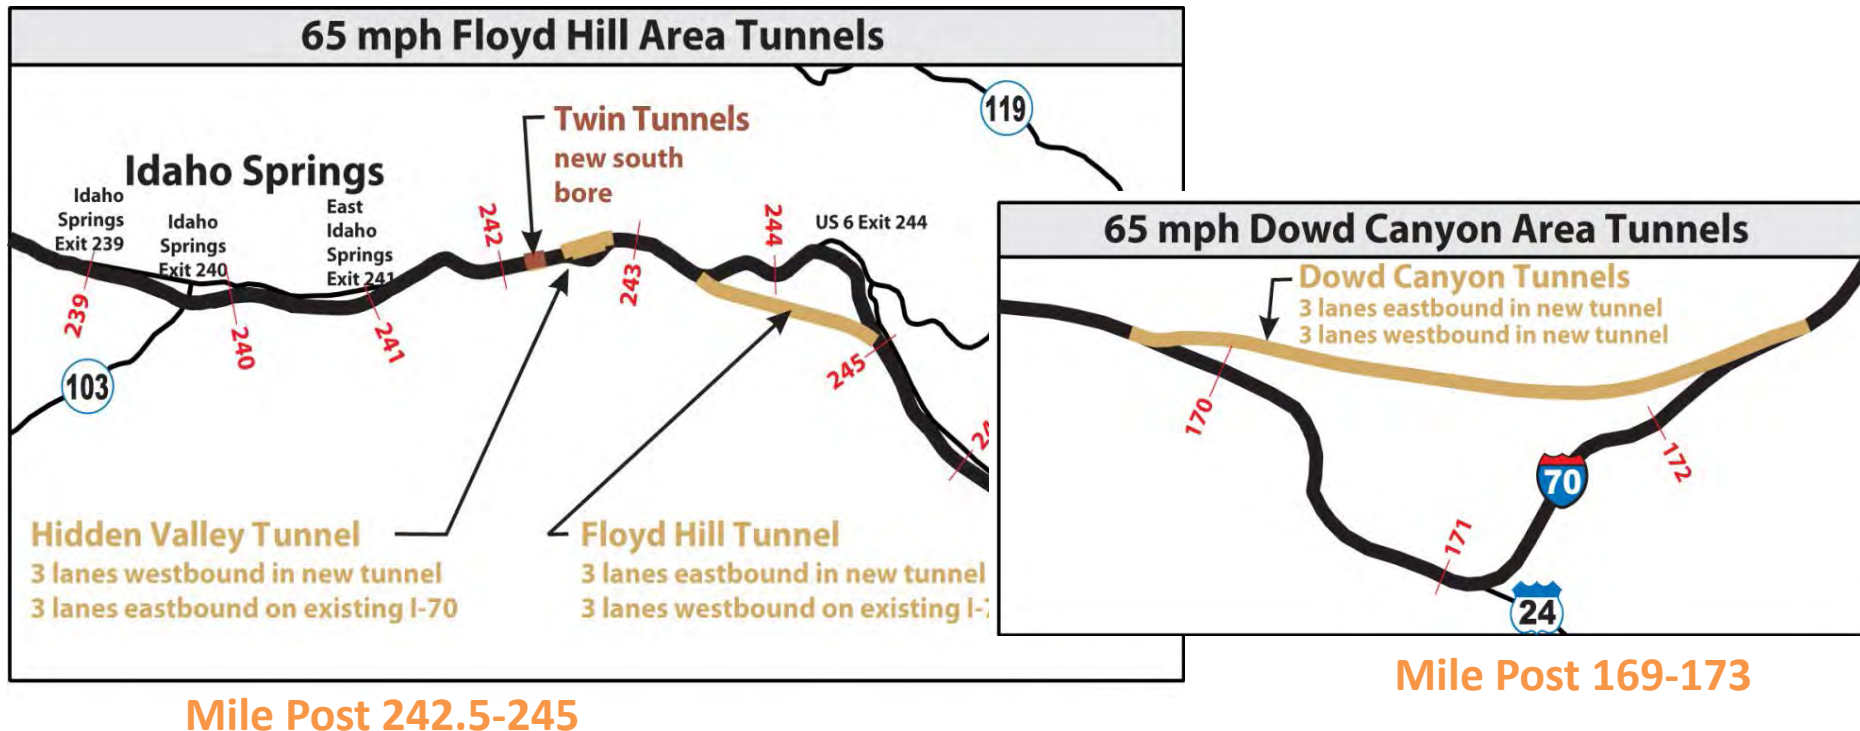 65 mph Floyd Hill Area Tunnels
119
Twin Tunnels
new south
bore
Idaho Springs
Idaho
Springs
Exit 239
Idaho
Springs
Exit 240
East
Idaho
Springs
Exit 241
242
243
244
US 6 Exit 244
239
240
241
245
103
Hidden Valley Tunnel
3 lanes westbound in new tunnel
3 lanes eastbound on existing I-70
Floyd Hill Tunnel
3 lanes eastbound in new tunnel
3 lanes westbound on existing
Mile Post 242.5-245
65 mph Dowd Canyon Area Tunnels
Dowd Canyon Tunnels
3 lanes eastbound in new tunnel
3 lanes westbound in new tunnel
170
172
70
171
24
Mile Post 169-173